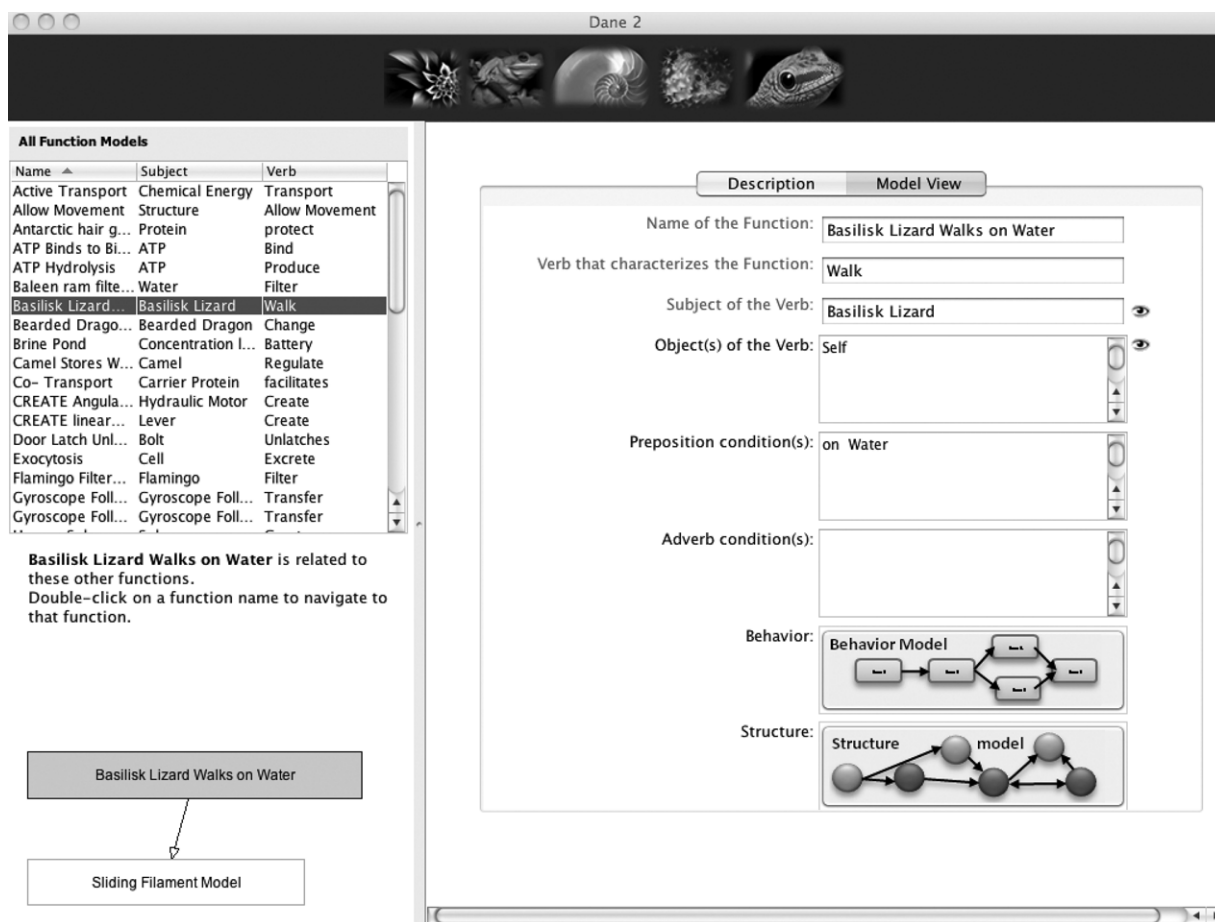 Dane 2
All Function Models
Name Subject Verb
Active Transport Chemical Energy Transport
Allow Movement Structure Allow Movement
Antarctic hair g... Protein protect
ATP Binds to Bi... ATP Bind
ATP Hydrolysis ATP Produce
Baleen ram filte... Water Filter
Basilisk Lizard... Basilisk Lizard Walk
Bearded Drago... Bearded Dragon Change
Brine Pond Concentration l... Battery
Camel Stores W... Camel Regulate
Co- Transport Carrier Protein facilitates
CREATE Angula... Hydraulic Motor Create
CREATE linear... Lever Create
Door Latch Unl... Bolt Unlatches
Exocytosis Cell Excrete
Flamingo Filter... Flamingo Filter
Gyroscope Foll... Gyroscope Foll... Transfer
Gyroscope Foll... Gyroscope Foll... Transfer
Basilisk Lizard Walks on Water is related to
these other functions.
Double-click on a function name to navigate to
that function.
Basilisk Lizard Walks on Water
Sliding Filament Model
Description Model View
Name of the Function: Basilisk Lizard Walks on Water
Verb that characterizes the Function: Walk
Subject of the Verb: Basilisk Lizard
Object(s) of the Verb: Self
Preposition condition(s): on Water
Adverb condition(s):
Behavior: Behavior Model
Structure: Structure model